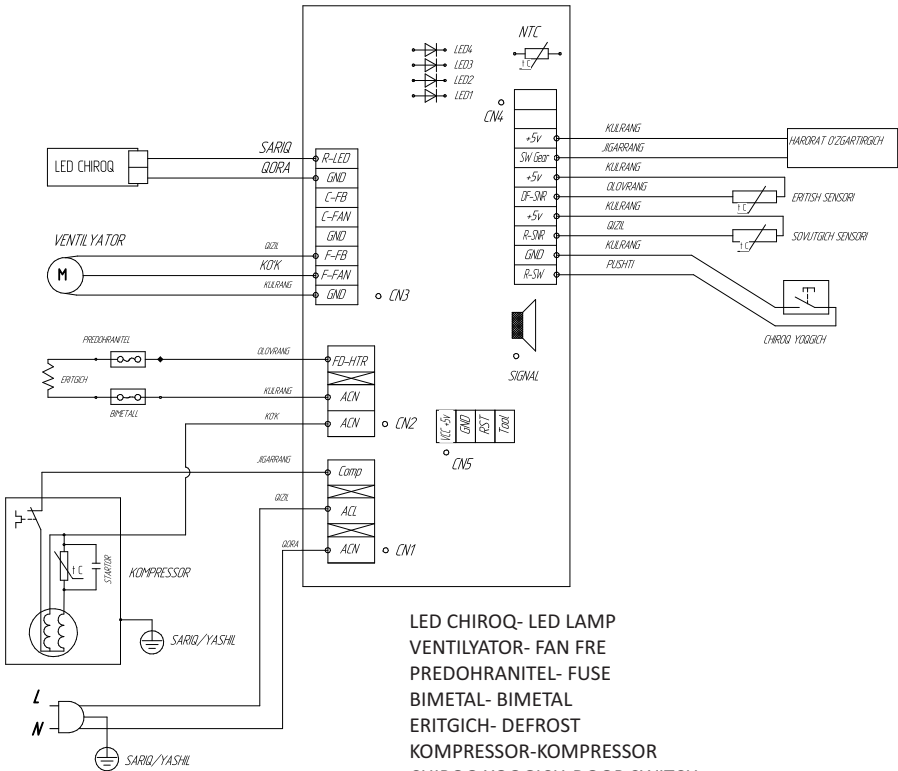 NTC
t C
LED4
LED3
LED2
LED1
CN4
+5v
SW Gear
+5v
DF-SNR
+5v
R-SNR
GND
R-SW
KULRANG
JIGARRANG
KULRANG
OLOVRANG
KULRANG
QIZIL
KULRANG
PUSHTI
HARORAT O'ZGARTIRGICH
t C
ERITISH SENSORI
t C
SOVUTGICH SENSORI
CHIROQ YOQGICH
LED CHIROQ
SARIQ
QORA
R-LED
GND
C-FB
C-FAN
GND
F-FB
F-FAN
GND
CN3
VENTILYATOR
M
QIZIL
KO'K
KULRANG
SIGNAL
PREDOHRANITEL
ERITGICH
BIMETALL
OLOVRANG
KULRANG
KO'K
FD-HTR
ACN
ACN
CN2
VCC +5v
GND
RST
Tool
CN5
JIGARRANG
QIZIL
QORA
Comp
ACL
ACN
CN1
t C
STARTOR
KOMPRESSOR
SARIQ/YASHIL
L
N
SARIQ/YASHIL
LED CHIROQ- LED LAMP
VENTILYATOR- FAN FRE
PREDOHRANITEL- FUSE
BIMETAL- BIMETAL
ERITGICH- DEFROST
KOMPRESSOR-KOMPRESSOR